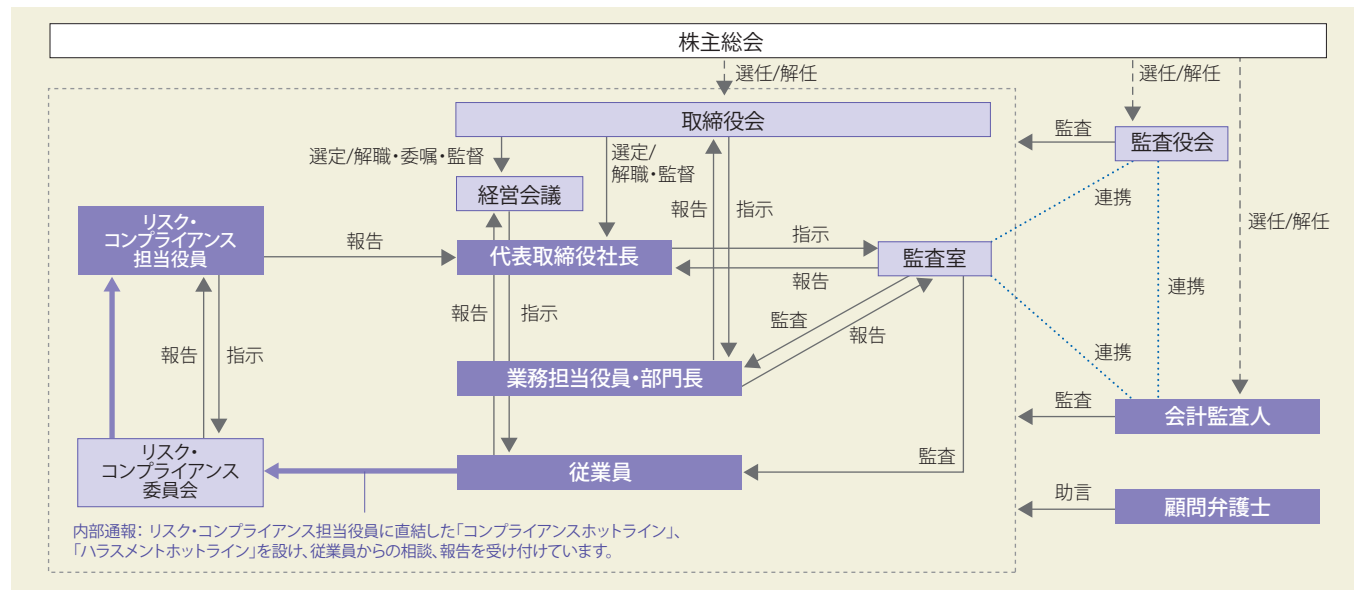 株主総会
選任/解任
選任/解任
取締役会
監査
監査役会
選定/解職・委嘱・監督
選定/
解職・監督
経営会議
報告
指示
連携
選任/解任
リスク・
コンプライアンス
担当役員
報告
代表取締役社長
指示
報告
監査室
連携
報告
指示
監査
報告
報告
指示
連携
業務担当役員・部門長
監査
会計監査人
リスク・
コンプライアンス
委員会
従業員
監査
助言
顧問弁護士
内部通報：リスク・コンプライアンス担当役員に直結した「コンプライアンスホットライン」、
「ハラスメントホットライン」を設け、従業員からの相談、報告を受け付けています。